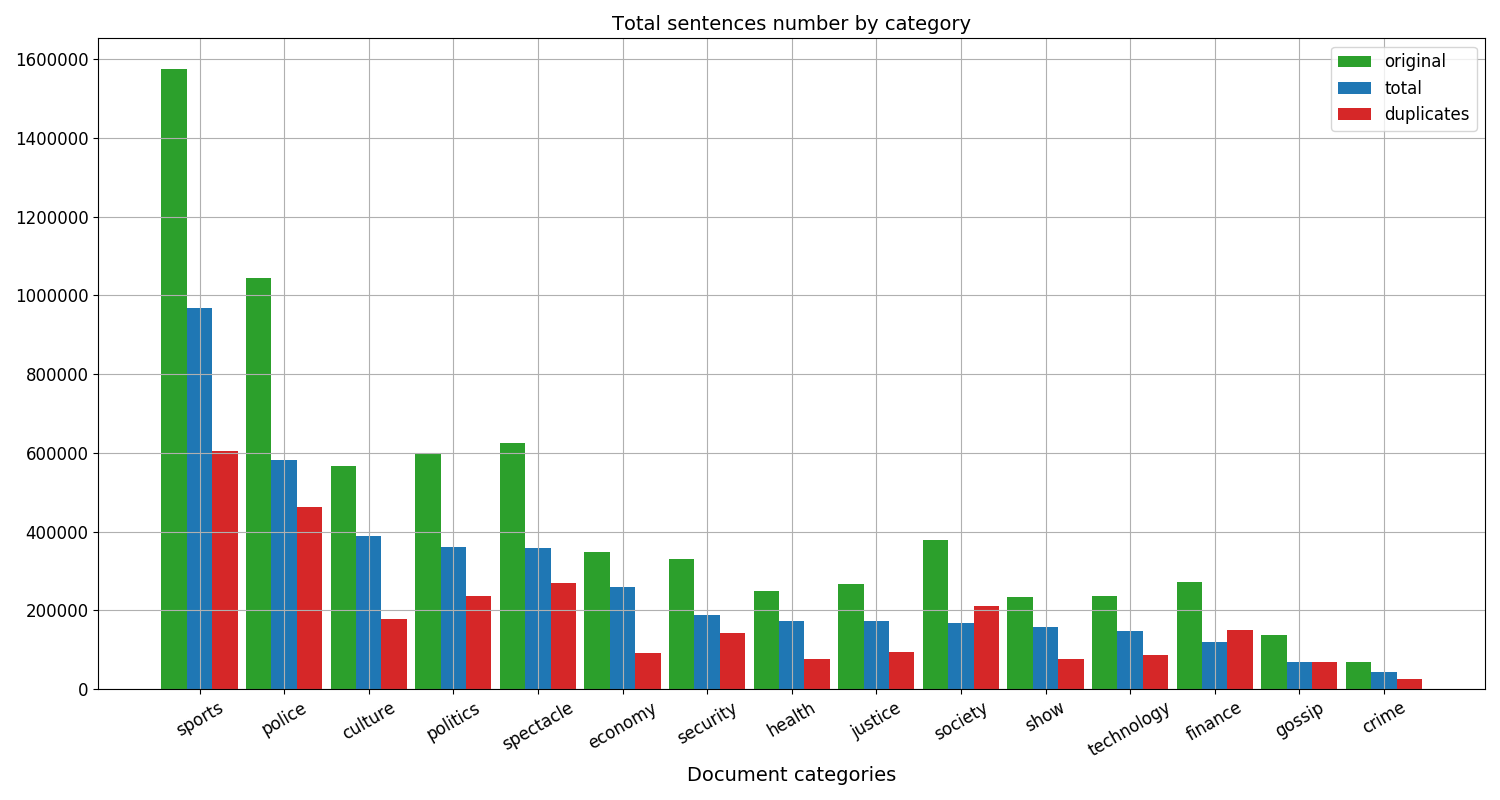 Total sentences number by category
1600000
1400000
1200000
1000000
800000
600000
400000
200000
0
original
total
duplicates
sports
police
culture
politics
spectacle
economy
security
health
justice
society
show
technology
finance
gossip
crime
Document categories